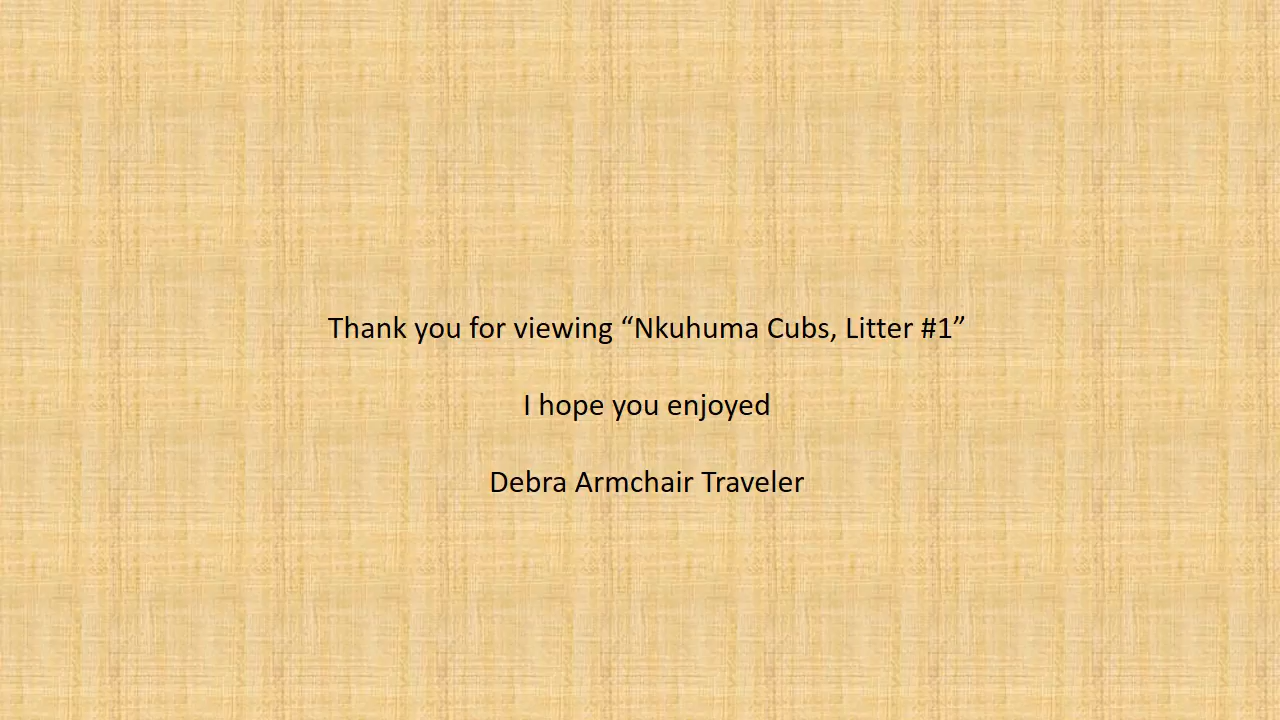 Thank you for viewing “Nkuhuma Cubs, Litter #1”
I hope you enjoyed
Debra Armchair Traveler